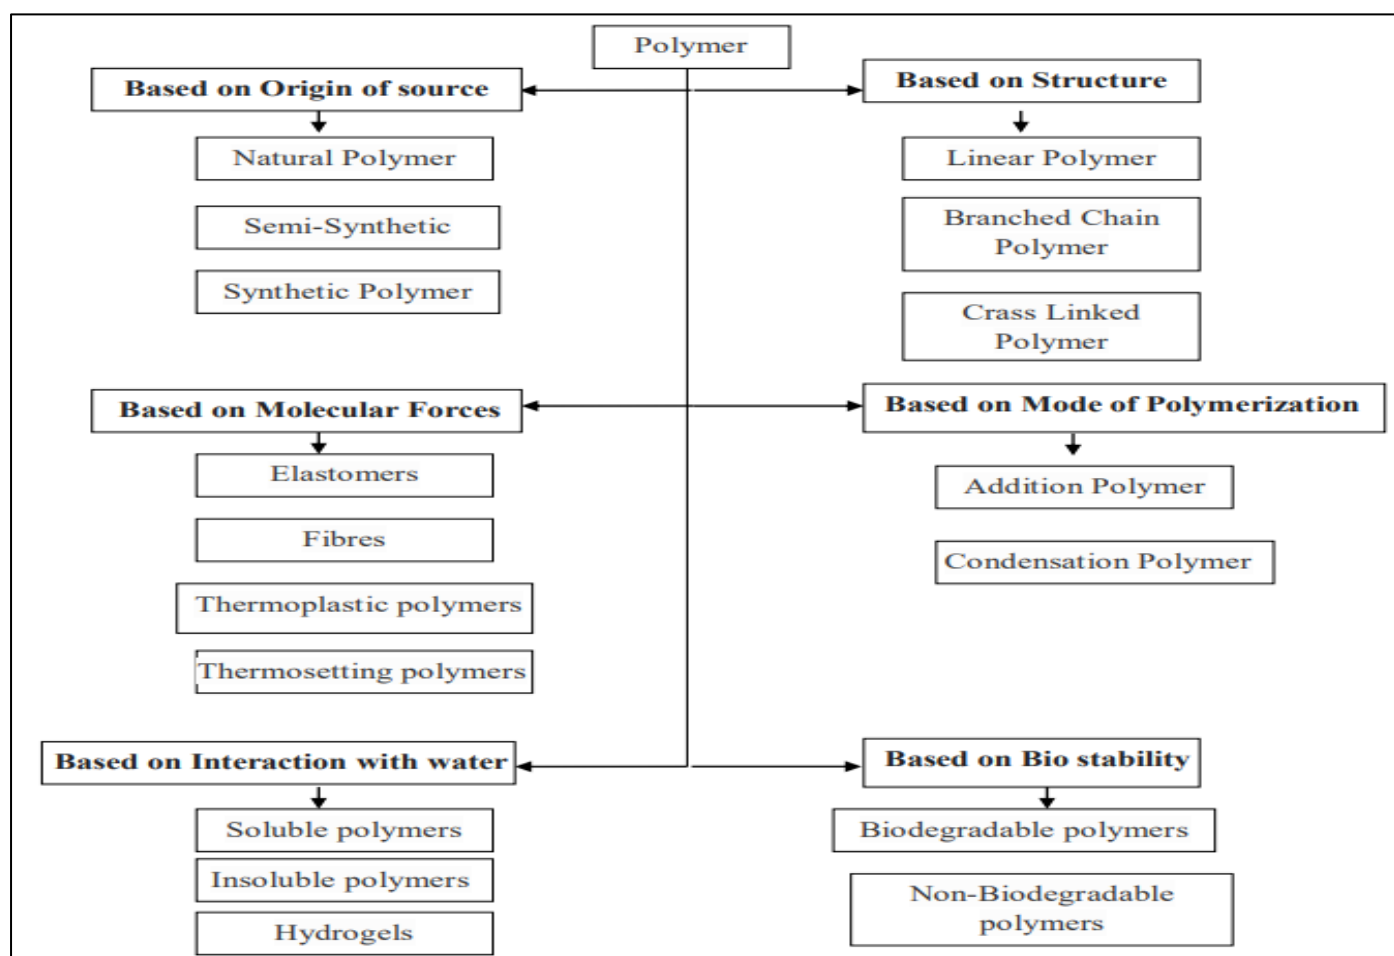 Polymer
Based on Origin of source
Natural Polymer
Semi-Synthetic
Synthetic Polymer
Based on Structure
Linear Polymer
Branched Chain
Polymer
Crass Linked
Polymer
Based on Molecular Forces
Elastomers
Fibres
Thermoplastic polymers
Thermosetting polymers
Based on Mode of Polymerization
Addition Polymer
Condensation Polymer
Based on Interaction with water
Soluble polymers
Insoluble polymers
Hydrogels
Based on Bio stability
Biodegradable polymers
Non-Biodegradable
polymers